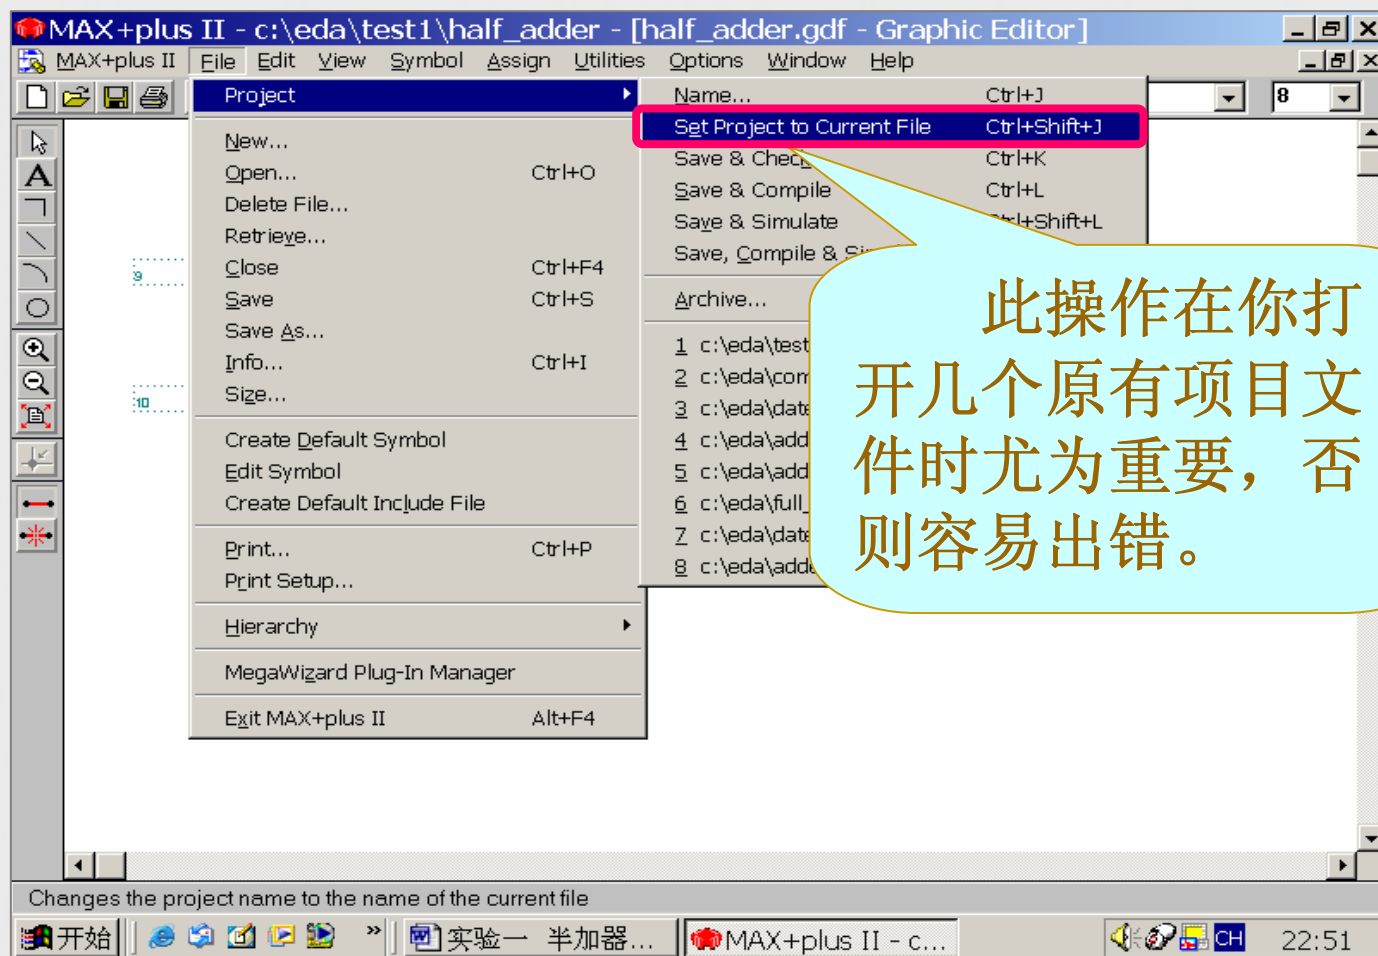 MAX+plus II - c:\eda\test1\half_adder - [half_adder.gdf - Graphic Editor]
MAX+plus II File Edit View Symbol Assign Utilities Options Window Help
8
Project
New...
Open... Ctrl+O
Delete File...
Retrieve...
Close Ctrl+F4
Save Ctrl+S
Save As...
Info... Ctrl+I
Size...
Create Default Symbol
Edit Symbol
Create Default Include File
Print... Ctrl+P
Print Setup...
Hierarchy
MegaWizard Plug-In Manager
Exit MAX+plus II Alt+F4
Name... Ctrl+J
Set Project to Current File Ctrl+Shift+J
Save & Check Ctrl+K
Save & Compile Ctrl+L
Save & Simulate Ctrl+Shift+L
Save, Compile &
Archive...
1 c:\eda\test
2 c:\eda\com
3 c:\eda\date
4 c:\eda\add
5 c:\eda\add
6 c:\eda\full_
7 c:\eda\date
8 c:\eda\adde
此操作在你打
开几个原有项目文
件时尤为重要，否
则容易出错。
A
9
10
Changes the project name to the name of the current file
开始 » 实验一 半加器... MAX+plus II - c... CH 22:51